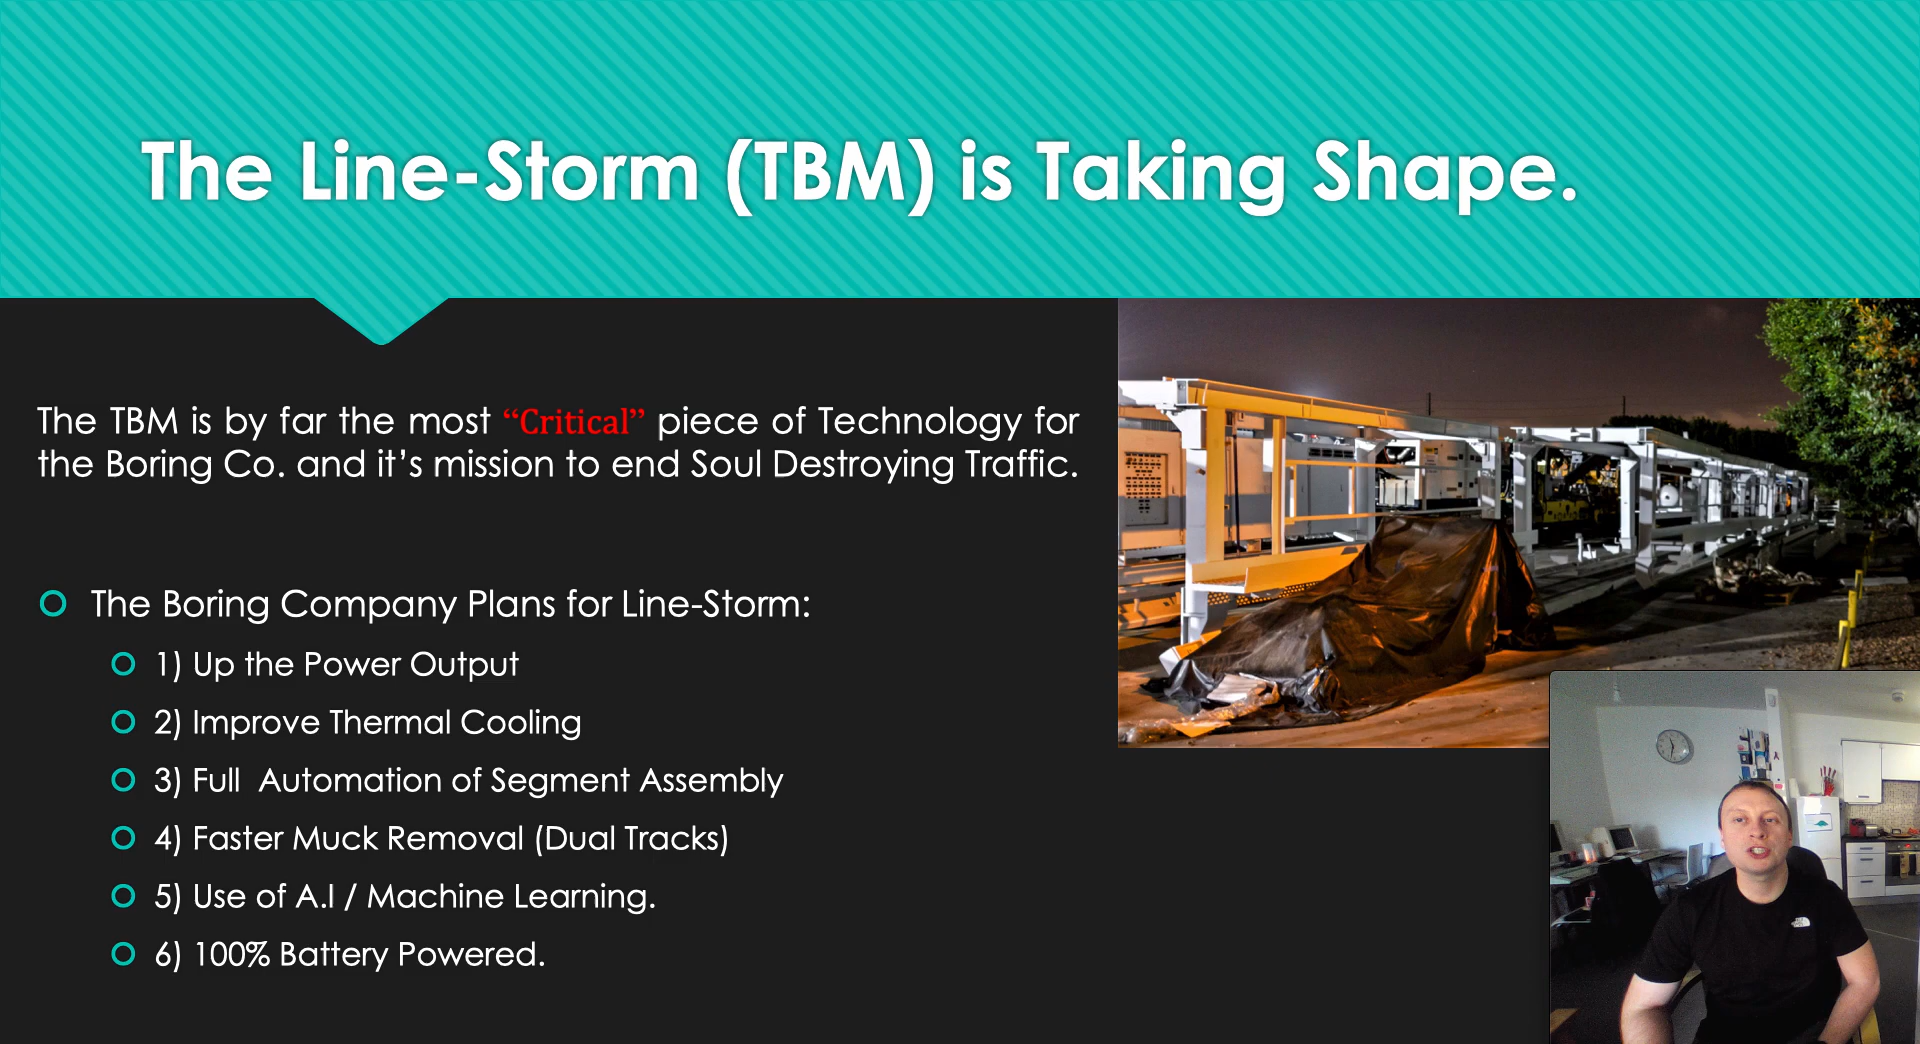 The Line-Storm (TBM) is Taking Shape.
The TBM is by far the most “Critical” piece of Technology for
the Boring Co. and it’s mission to end Soul Destroying Traffic.
The Boring Company Plans for Line-Storm:
1) Up the Power Output
2) Improve Thermal Cooling
3) Full  Automation of Segment Assembly
4) Faster Muck Removal (Dual Tracks)
5) Use of A.I / Machine Learning.
6) 100% Battery Powered.